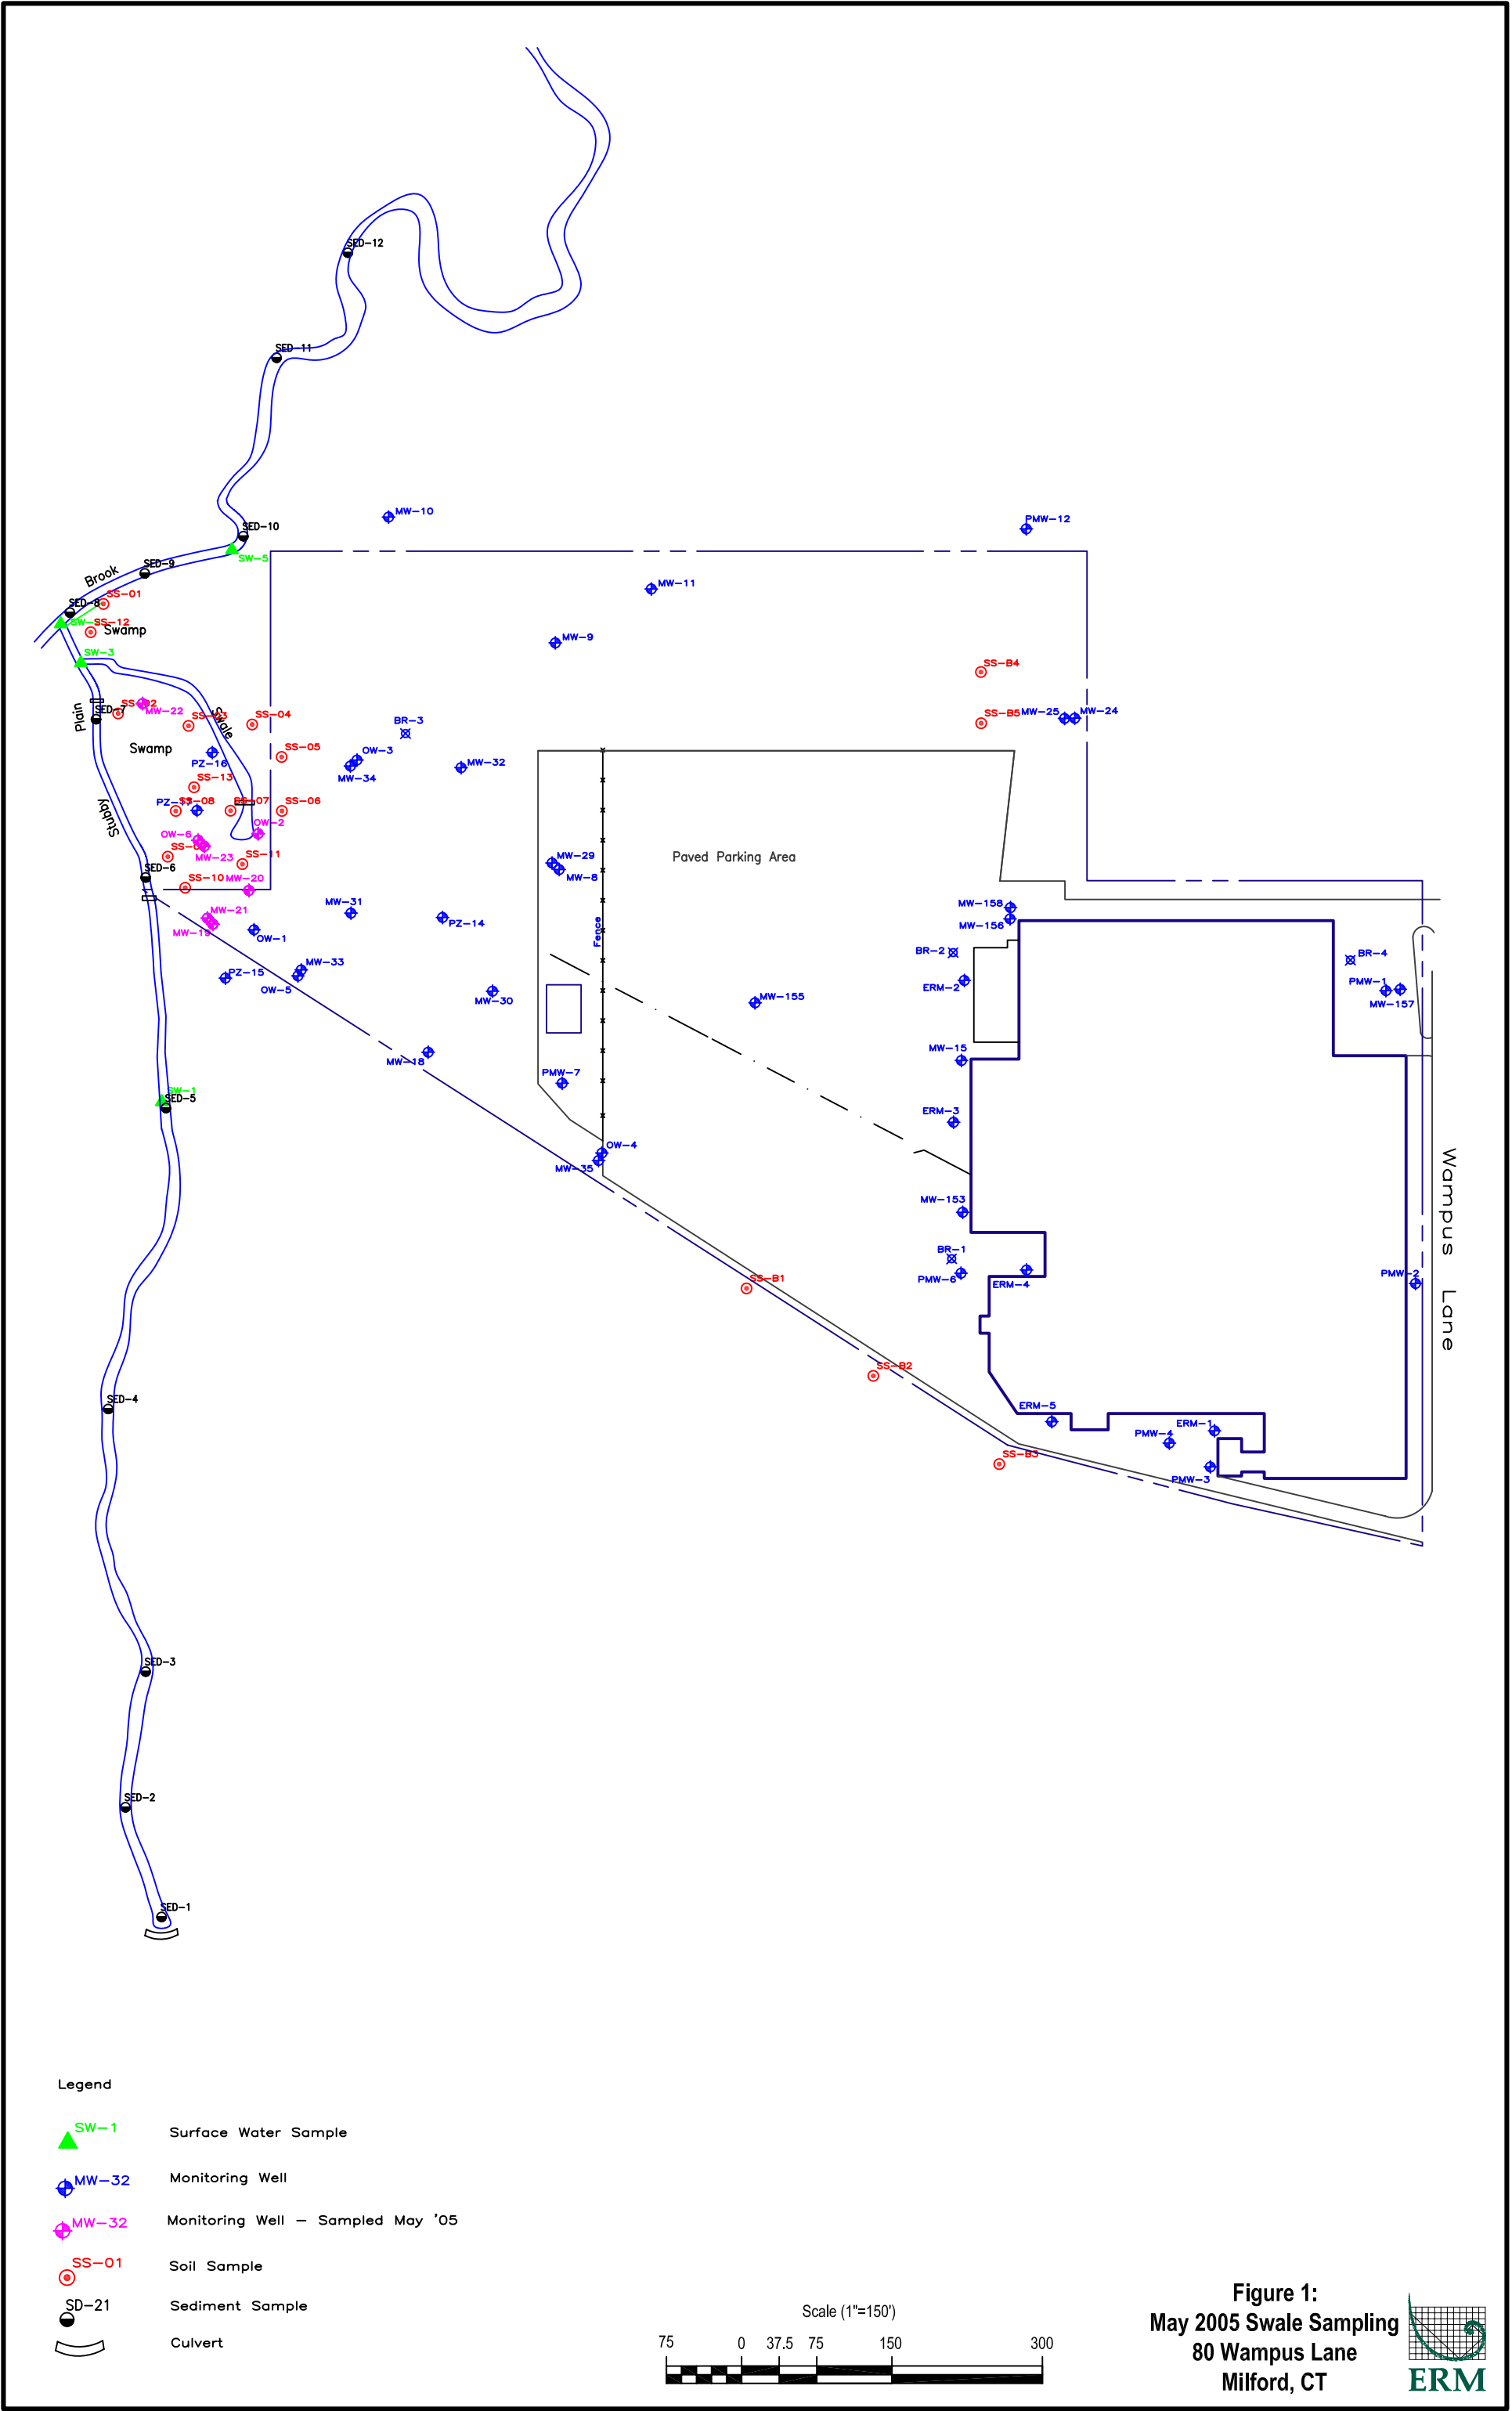 SED-12
SED-11
MW-10
PMW-12
SED-10
SW-5
SED-9
Brook
MW-11
SS-01
SED-8
SS-12
Swamp
MW-9
SW-3
SS-B4
SED-7
MW-22
Plain
Swale
SS-04
BR-3
SS-B5
MW-25
MW-24
Swamp
SS-05
PZ-16
OW-3
MW-34
MW-32
SS-13
SS-08
SS-06
Stubby
OW-2
OW-6
MW-23
SS-11
SED-6
MW-29
MW-8
Paved Parking Area
SS-10
MW-20
MW-21
MW-19
OW-1
MW-31
PZ-14
Fence
MW-158
MW-156
BR-2
BR-4
PZ-15
MW-33
OW-5
ERM-2
PMW-1
MW-157
MW-30
MW-155
MW-18
MW-15
PMW-7
SW-1
SED-5
ERM-3
OW-4
MW-35
Wampus Lane
MW-153
BR-1
PMW-6
ERM-4
PMW-2
SS-B1
SS-B2
SED-4
ERM-5
ERM-1
PMW-4
SS-B3
PMW-3
SED-3
SED-2
SED-1
Legend
SW-1 Surface Water Sample
MW-32 Monitoring Well
MW-32 Monitoring Well - Sampled May '05
SS-01 Soil Sample
SD-21 Sediment Sample
Culvert
Scale (1"=150')
75 0 37.5 75 150 300
Figure 1:
May 2005 Swale Sampling
80 Wampus Lane
Milford, CT
ERM